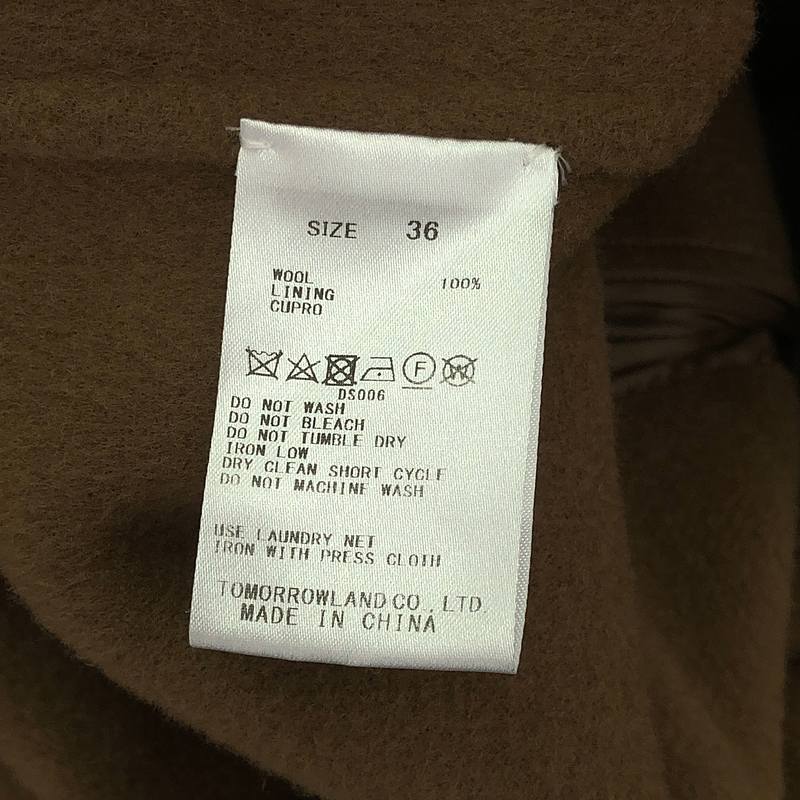 SIZE 36
WOOL 100%
LINING
CUPRO
F W
DS006
DO NOT WASH
DO NOT BLEACH
DO NOT TUMBLE DRY
IRON LOW
DRY CLEAN SHORT CYCLE
DO NOT MACHINE WASH
USE LAUNDRY NET
IRON WITH PRESS CLOTH
TOMORROWLAND CO.,LTD
MADE IN CHINA